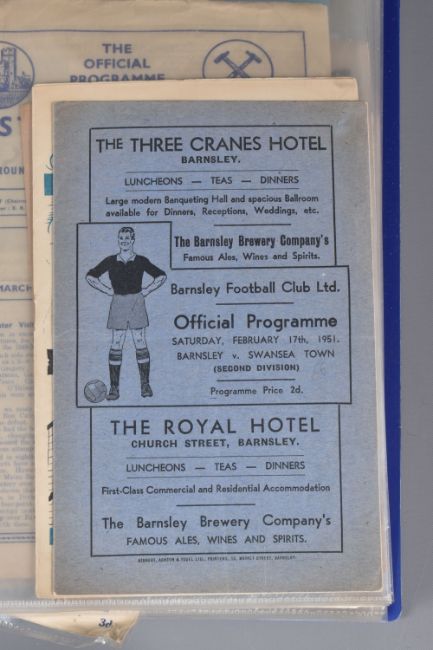 THE
OFFICIAL
PROGRAMME
THE THREE CRANES HOTEL
BARNSLEY.
LUNCHEONS — TEAS — DINNERS
Large modern Banqueting Hall and spacious Ballroom
available for Dinners, Receptions, Weddings, etc.
The Barnsley Brewery Company's
Famous Ales, Wines and Spirits.
Barnsley Football Club Ltd.
Official Programme
SATURDAY, FEBRUARY 17th, 1951.
BARNSLEY v. SWANSEA TOWN
(SECOND DIVISION)
Programme Price 2d.
THE ROYAL HOTEL
CHURCH STREET, BARNSLEY.
LUNCHEONS — TEAS — DINNERS
First-Class Commercial and Residential Accommodation
The Barnsley Brewery Company's
FAMOUS ALES, WINES AND SPIRITS.
MARCH
3d